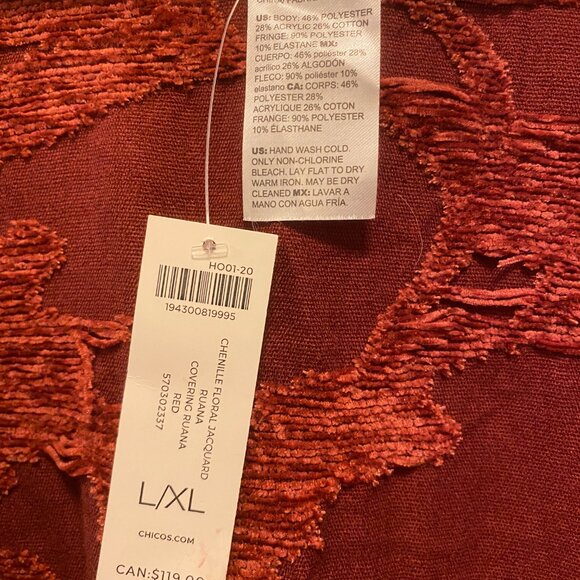 US: BODY: 46% POLYESTER
28% ACRYLIC 26% COTTON
FRINGE: 90% POLYESTER
10% ELASTANE MX:
CUERPO: 46% poliéster 28%
acrílico 26% ALGODÓN
FLECO: 90% poliéster 10%
elastano CA: CORPS: 46%
POLYESTER 28%
ACRYLIQUE 26% COTON
FRANGE: 90% POLYESTER
10% ÉLASTHANE
US: HAND WASH COLD.
ONLY NON-CHLORINE
BLEACH. LAY FLAT TO DRY
WARM IRON. MAY BE DRY
CLEANED MX: LAVAR A
MANO CON AGUA FRÍA.
HO01-20
194300819995
CHENILLE FLORAL JACQUARD
RUANA
COVERING RUANA
RED
570302337
L/XL
CHICOS.COM
CAN:$119.00